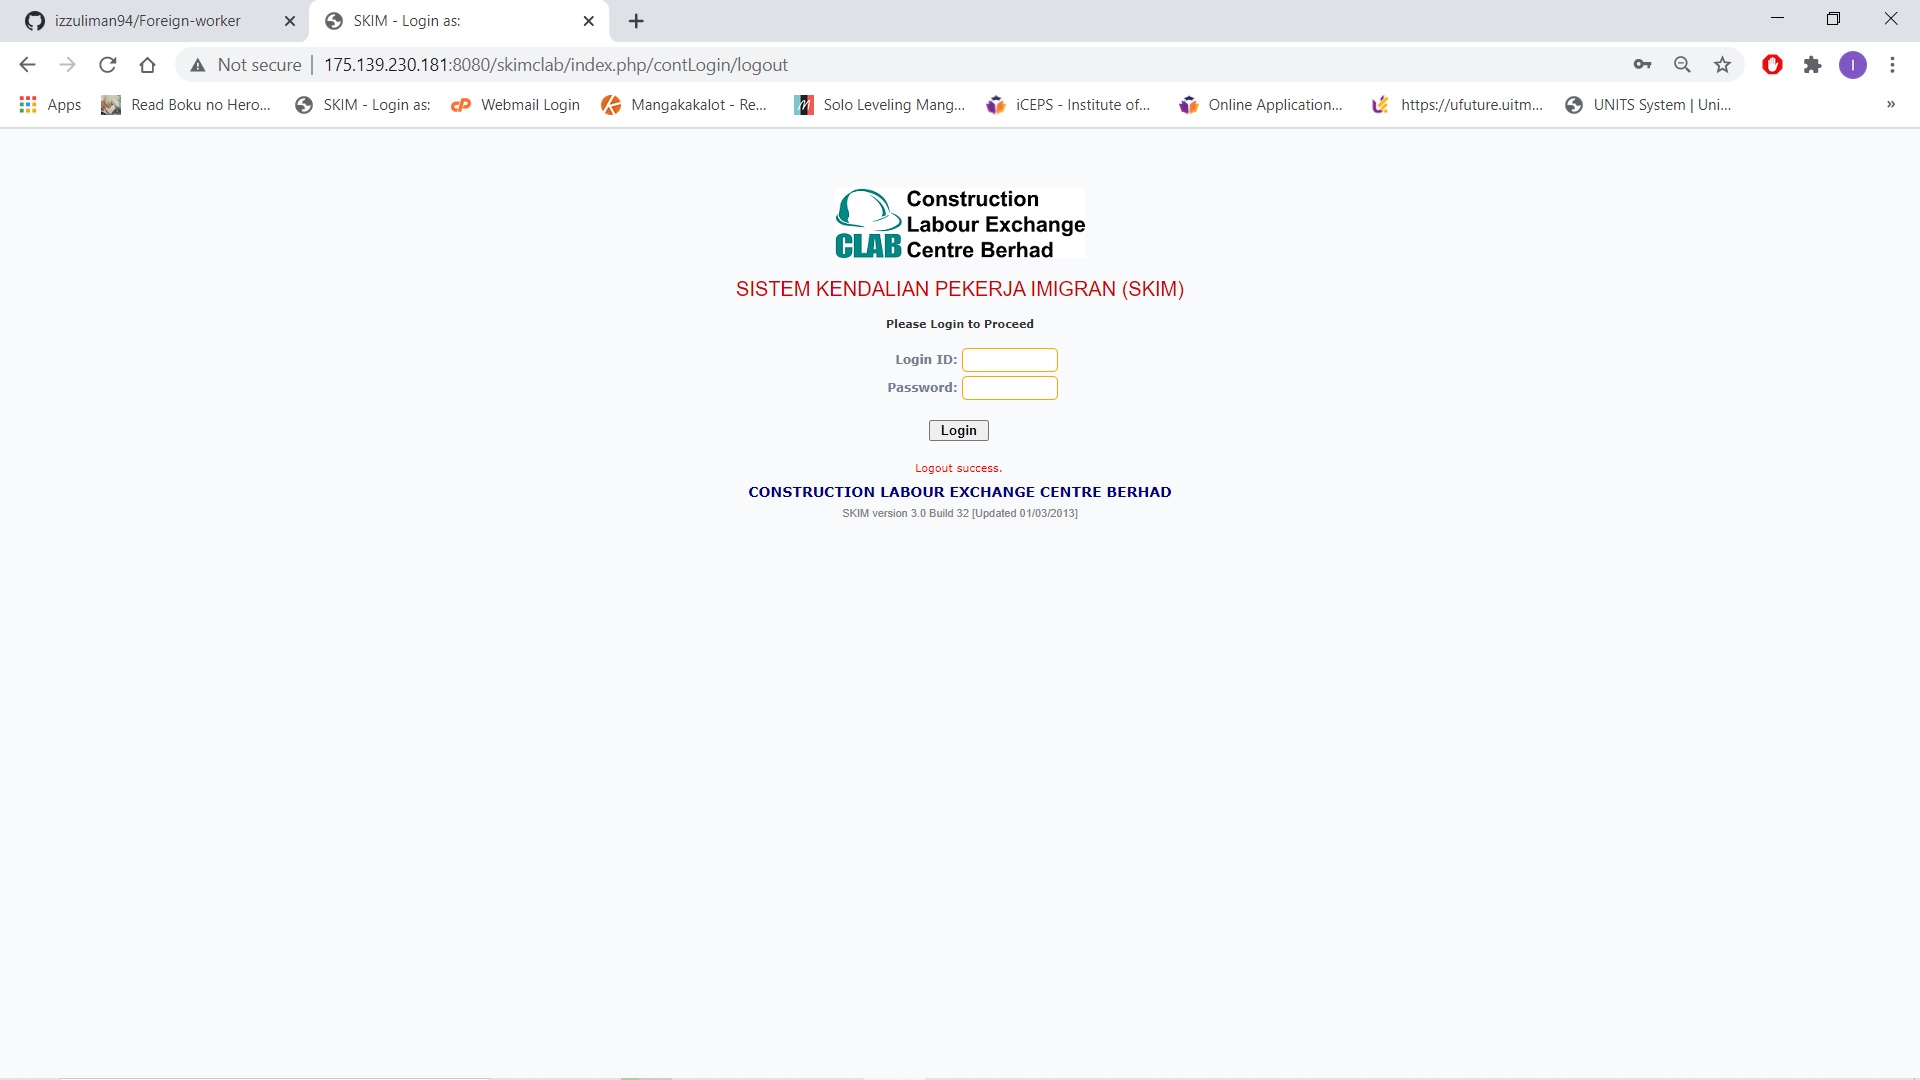 izzuliman94/Foreign-worker
SKIM - Login as:
Not secure
175.139.230.181:8080/skimclab/index.php/contLogin/logout
I
Apps
Read Boku no Hero...
SKIM - Login as:
cP
Webmail Login
Mangakakalot - Re...
Solo Leveling Mang...
iCEPS - Institute of...
Online Application...
https://ufuture.uitm...
UNITS System | Uni...
»
CLAB
Construction
Labour Exchange
Centre Berhad
SISTEM KENDALIAN PEKERJA IMIGRAN (SKIM)
Please Login to Proceed
Login ID:
Password:
Login
Logout success.
CONSTRUCTION LABOUR EXCHANGE CENTRE BERHAD
SKIM version 3.0 Build 32 [Updated 01/03/2013]